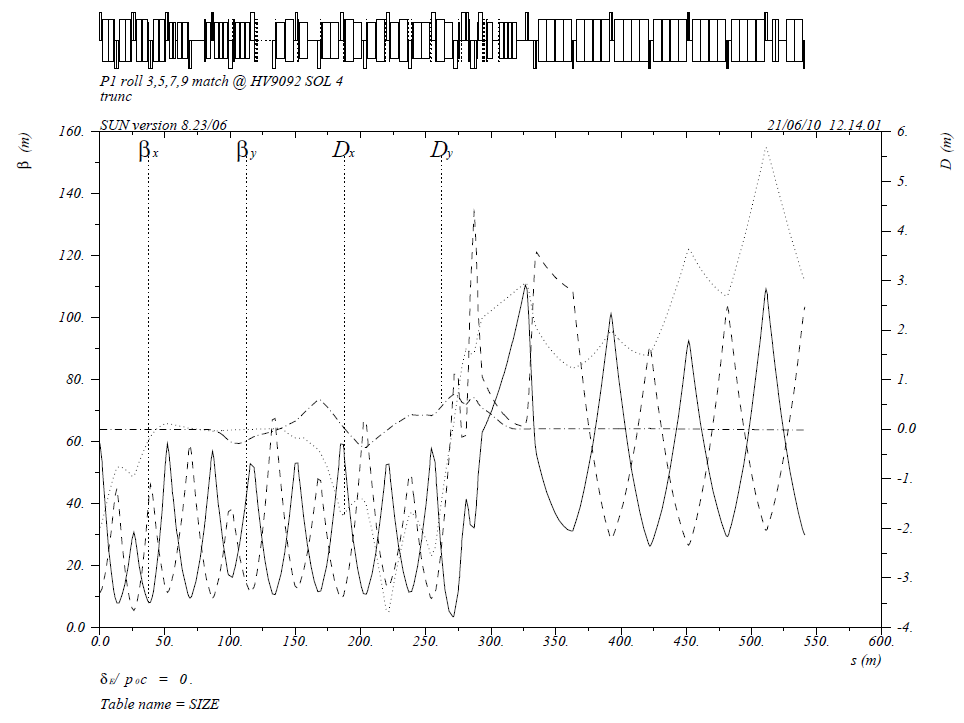 P1 roll 3,5,7,9 match @ HV9092 SOL 4
trunc
SUN version 8.23/06 21/06/10 12.14.01
β (m) D (m)
βx βy Dx Dy
160. 6.
5.
140.
4.
120.
3.
100.
2.
80. 1.
60. 0.0
-1.
40.
-2.
20. -3.
0.0 -4.
0.0 50. 100. 150. 200. 250. 300. 350. 400. 450. 500. 550. 600.
s (m)
δE/ p0c = 0.
Table name = SIZE